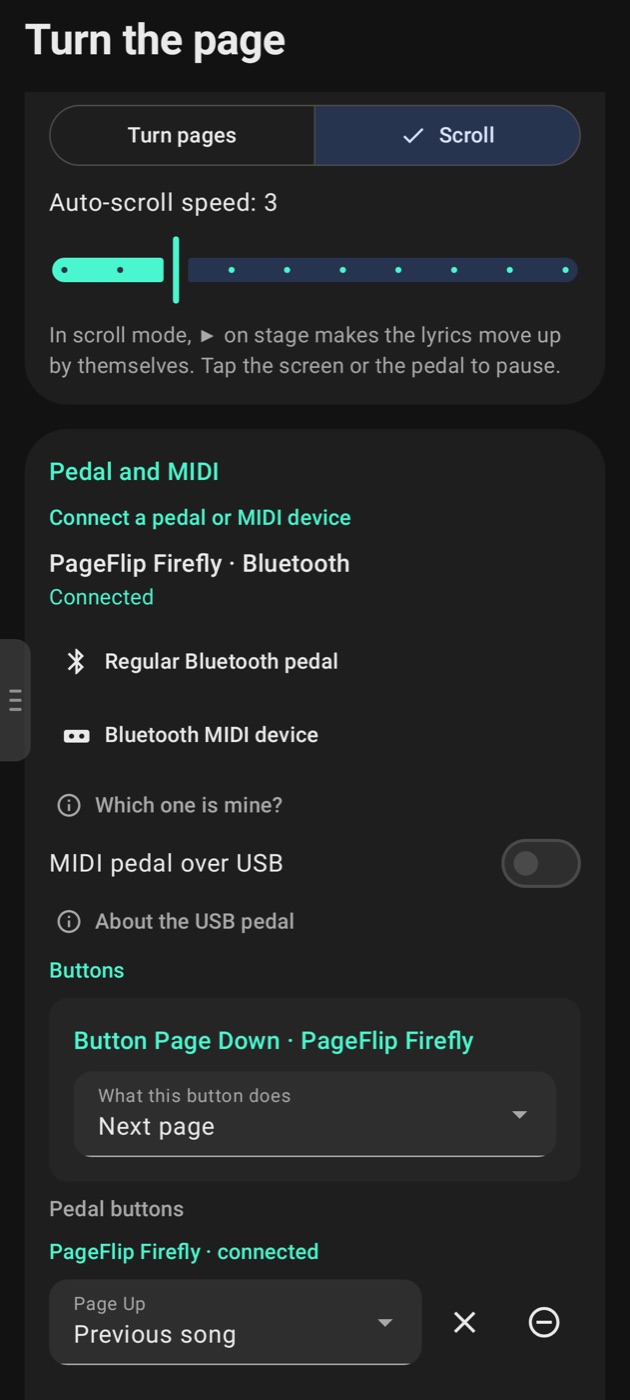 Turn the page
Turn pages
Scroll
Auto-scroll speed: 3
In scroll mode, ► on stage makes the lyrics move up
by themselves. Tap the screen or the pedal to pause.
Pedal and MIDI
Connect a pedal or MIDI device
PageFlip Firefly · Bluetooth
Connected
Regular Bluetooth pedal
Bluetooth MIDI device
Which one is mine?
MIDI pedal over USB
About the USB pedal
Buttons
Button Page Down · PageFlip Firefly
What this button does
Next page
Pedal buttons
PageFlip Firefly · connected
Page Up
Previous song